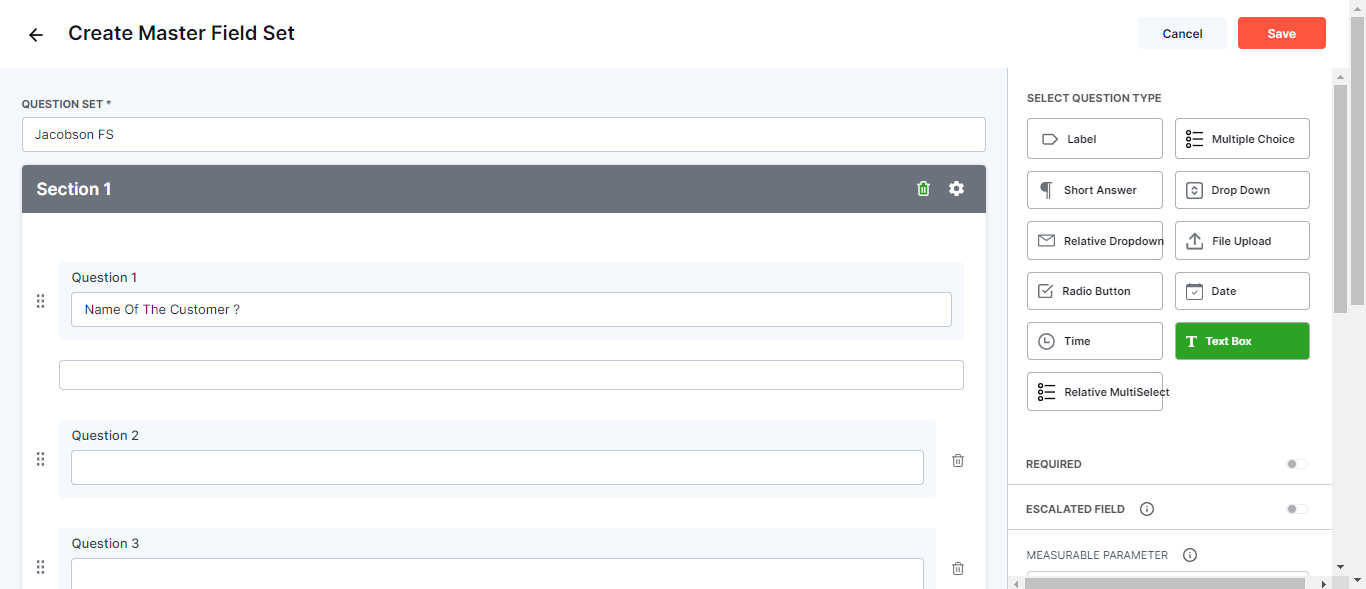 Create Master Field Set
Cancel
Save
QUESTION SET *
Jacobson FS
Section 1
Question 1
Name Of The Customer ?
Question 2
Question 3
SELECT QUESTION TYPE
Label
Multiple Choice
Short Answer
Drop Down
Relative Dropdown
File Upload
Radio Button
Date
Time
T Text Box
Relative MultiSelect
REQUIRED
ESCALATED FIELD
MEASURABLE PARAMETER